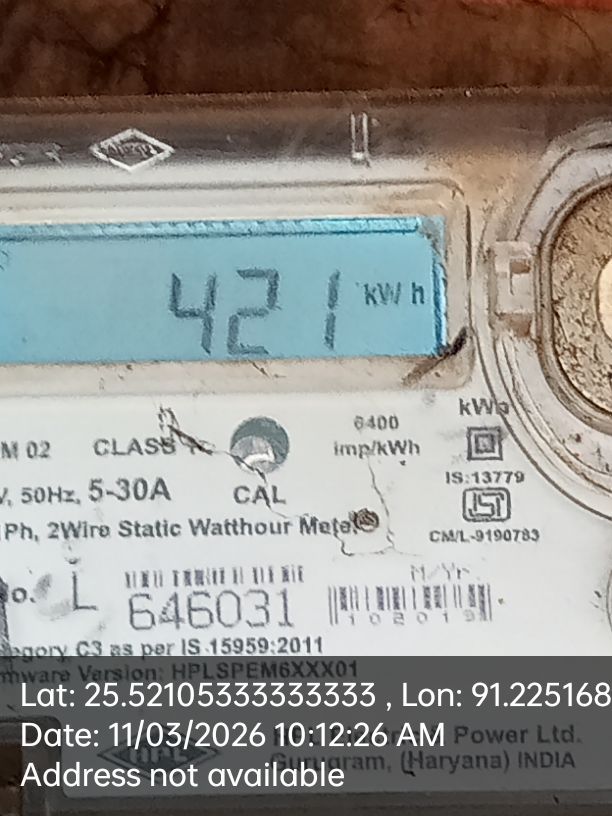 421 kW h
kWh
6400
imp/kWh
M 02 CLASS 1
IS:13779
V, 50Hz, 5-30A
CAL
Ph, 2Wire Static Watthour Meter
CM/L-9190783
o. L
646031
M/Yr
102019
egory C3 as per IS 15959:2011
mware Version: HPLSPEM6XXX01
Lat: 25.52105333333333 , Lon: 91.225168
Date: 11/03/2026 10:12:26 AM
Power Ltd.
Gurugram, (Haryana) INDIA
Address not available